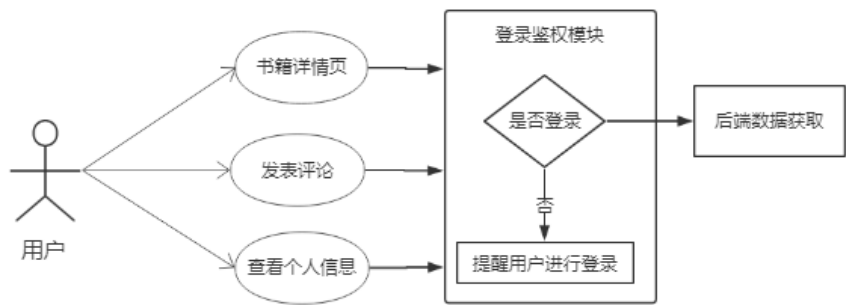 登录鉴权模块
书籍详情页
是否登录
后端数据获取
发表评论
否
用户
查看个人信息
提醒用户进行登录